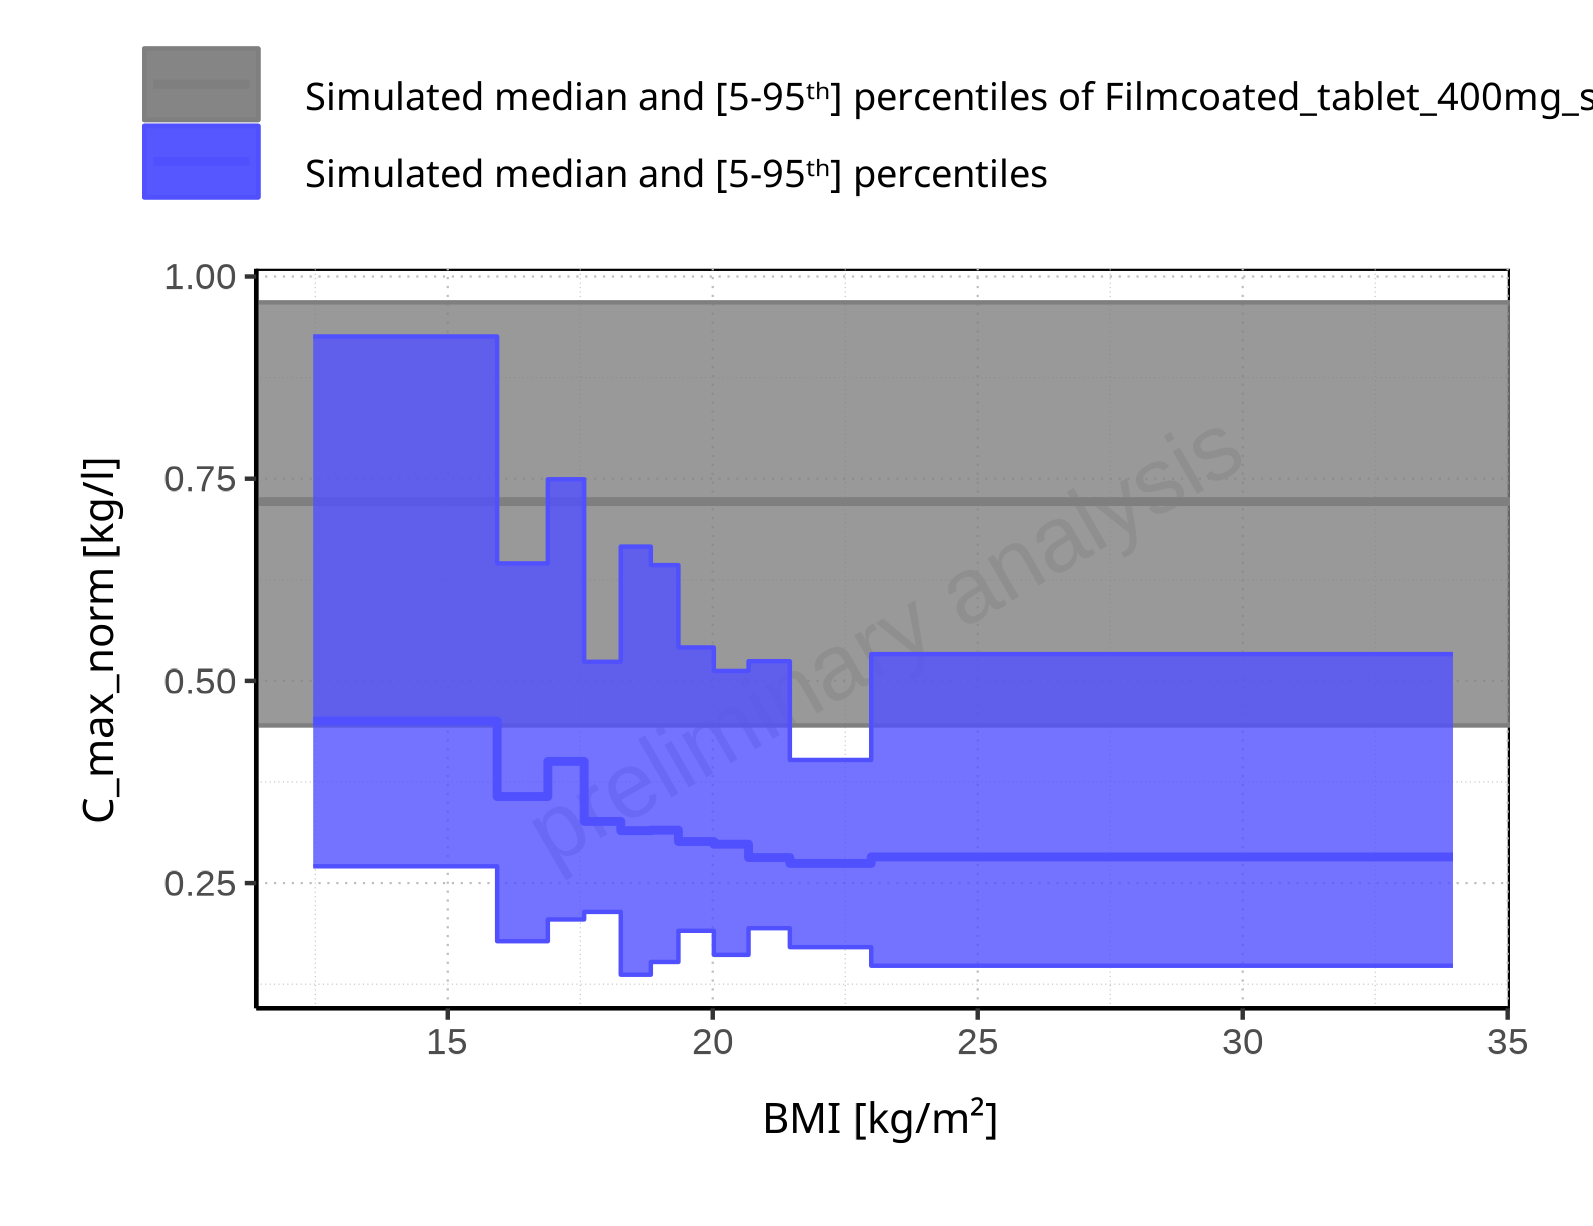 Simulated median and [5-95ᵗʰ] percentiles of Filmcoated_tablet_400mg_s
Simulated median and [5-95ᵗʰ] percentiles
1.00
0.75
0.50
0.25
C_max_norm [kg/l]
preliminary analysis
15 20 25 30 35
BMI [kg/m²]